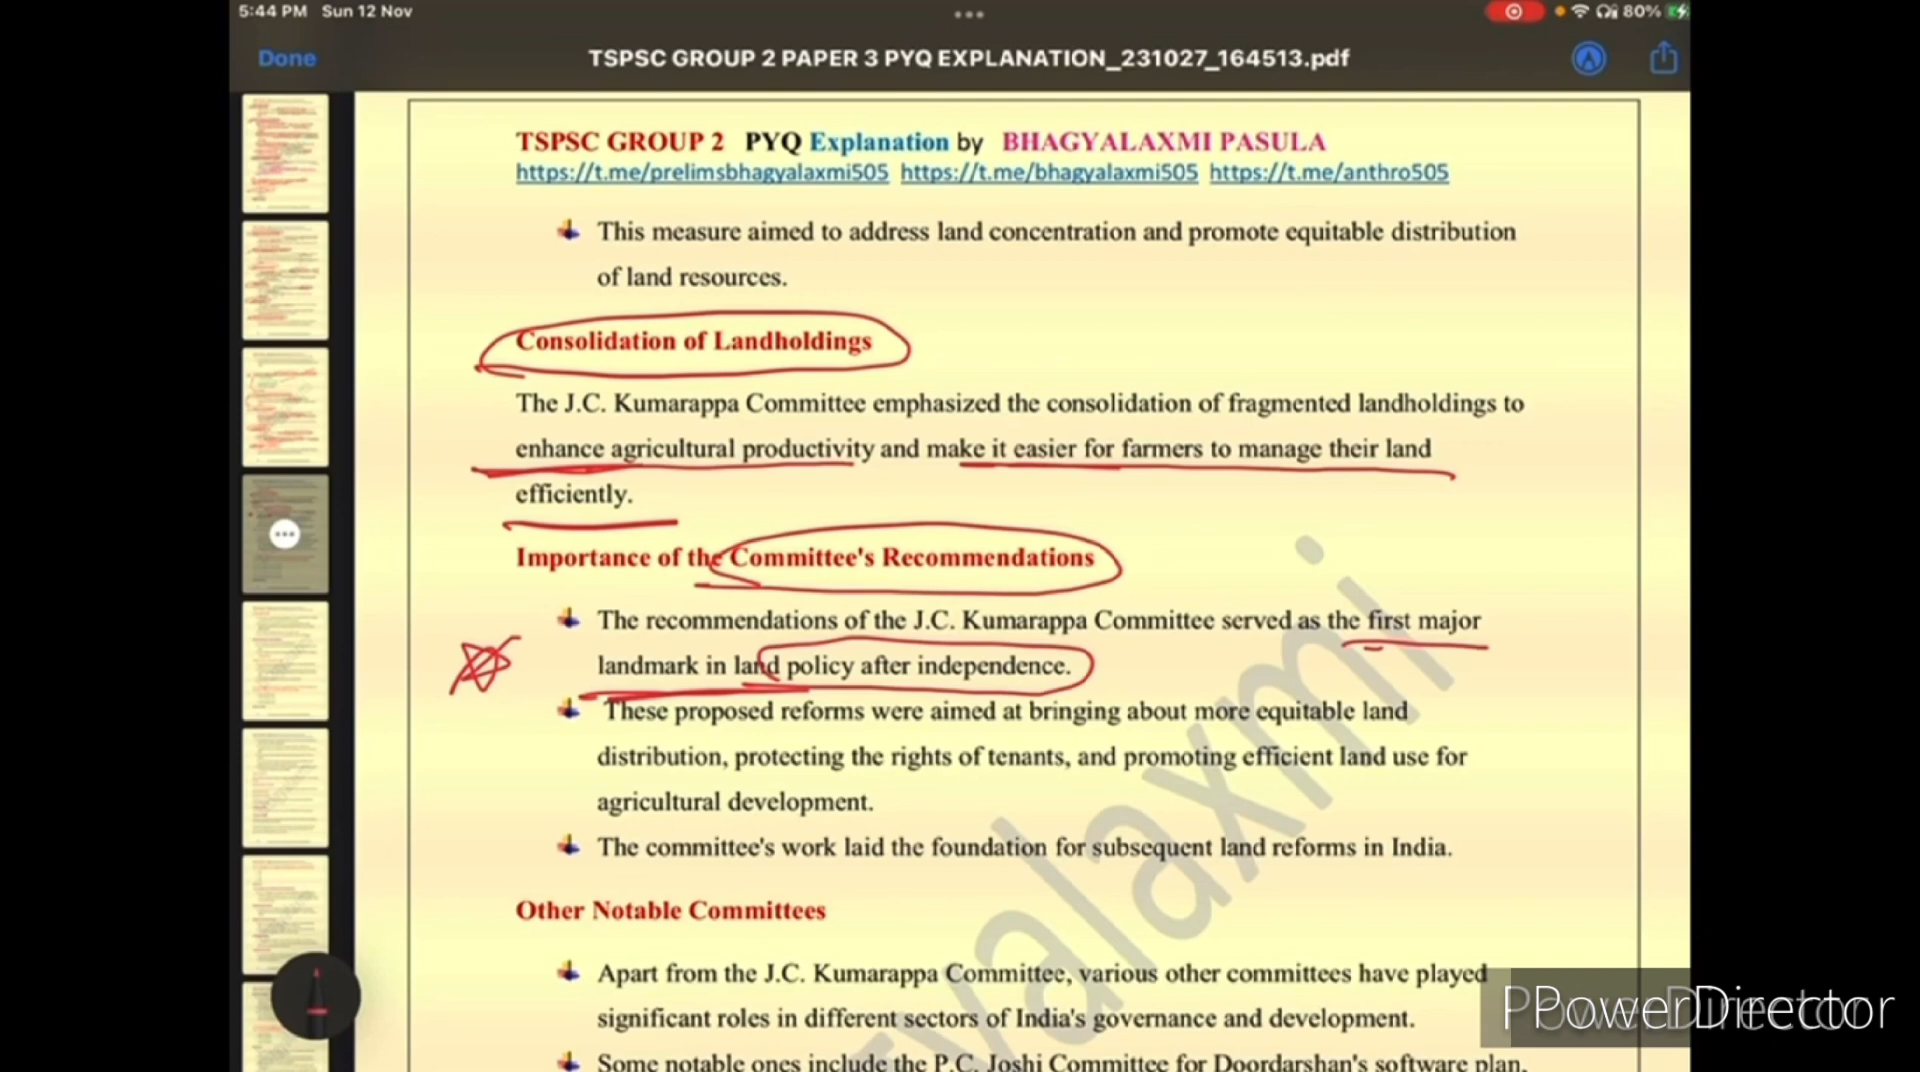 5:44 PM Sun 12 Nov
80%
Done
TSPSC GROUP 2 PAPER 3 PYQ EXPLANATION_231027_164513.pdf
TSPSC GROUP 2 PYQ Explanation by BHAGYALAXMI PASULA
https://t.me/prelimsbhagyalaxmi505 https://t.me/bhagyalaxmi505 https://t.me/anthro505
This measure aimed to address land concentration and promote equitable distribution
of land resources.
Consolidation of Landholdings
The J.C. Kumarappa Committee emphasized the consolidation of fragmented landholdings to
enhance agricultural productivity and make it easier for farmers to manage their land
efficiently.
Importance of the Committee's Recommendations
The recommendations of the J.C. Kumarappa Committee served as the first major
landmark in land policy after independence.
These proposed reforms were aimed at bringing about more equitable land
distribution, protecting the rights of tenants, and promoting efficient land use for
agricultural development.
The committee's work laid the foundation for subsequent land reforms in India.
Other Notable Committees
Apart from the J.C. Kumarappa Committee, various other committees have played
significant roles in different sectors of India's governance and development.
Some notable ones include the P.C. Joshi Committee for Doordarshan's software plan,
PowerDirector